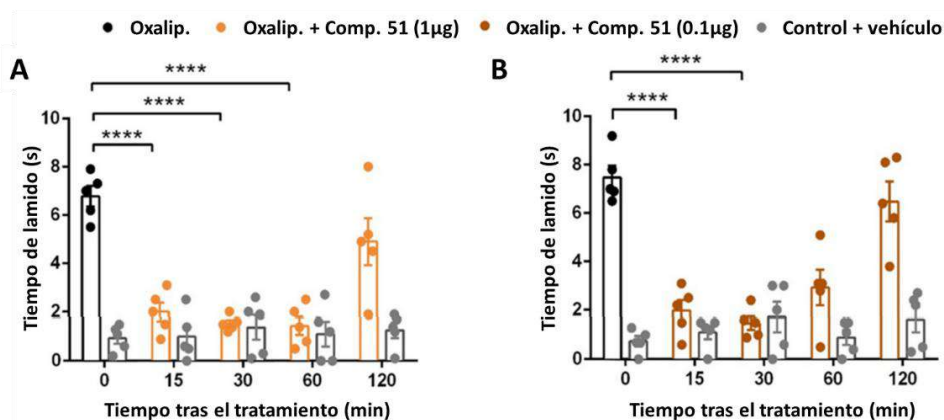 Oxalip. Oxalip. + Comp. 51 (1µg) Oxalip. + Comp. 51 (0.1µg) Control + vehículo
A
****
****
****
Tiempo de lamido (s)
10
8
6
4
2
0
0 15 30 60 120
Tiempo tras el tratamiento (min)
B
****
****
Tiempo de lamido (s)
10
8
6
4
2
0
0 15 30 60 120
Tiempo tras el tratamiento (min)